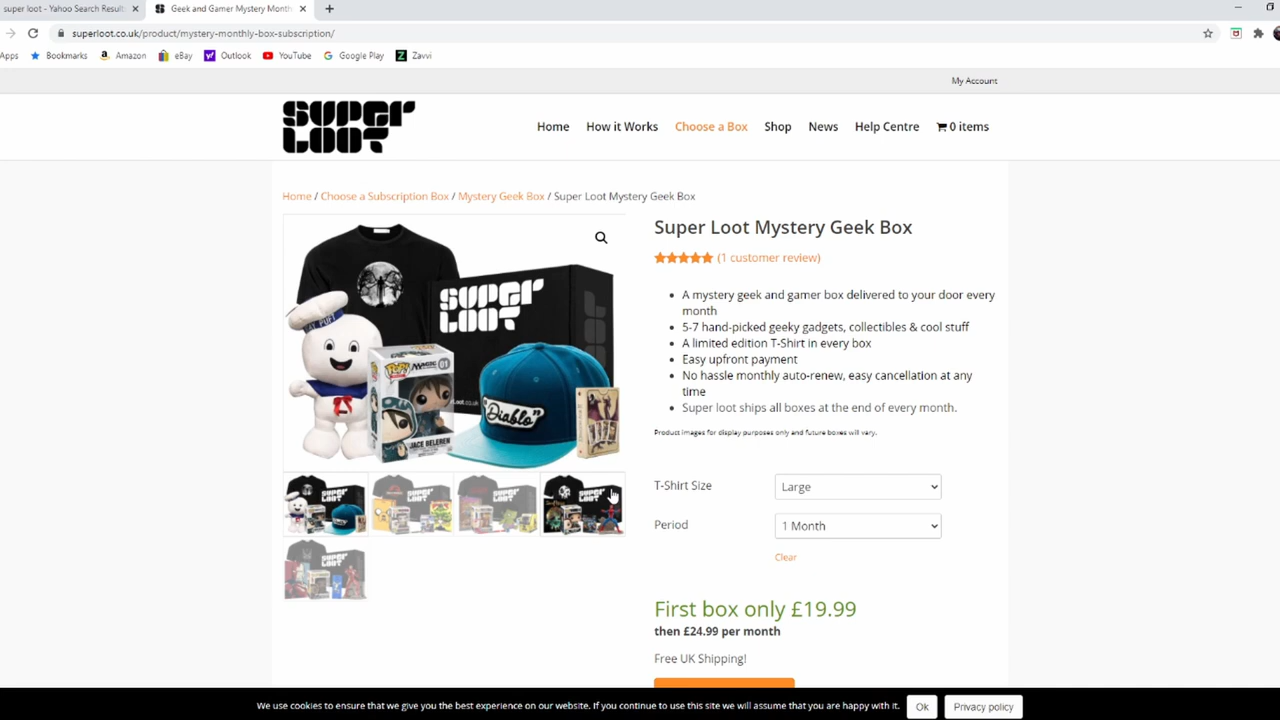 super loot - Yahoo Search Result
Geek and Gamer Mystery Month
superloot.co.uk/product/mystery-monthly-box-subscription/
Apps Bookmarks Amazon eBay Outlook YouTube Google Play Zavvi
My Account
SUPER
LOOT
Home How it Works Choose a Box Shop News Help Centre 0 items
Home / Choose a Subscription Box / Mystery Geek Box / Super Loot Mystery Geek Box
SUPER
LOOT
STAY PUFT
POP!
MAGIC
01
JACE BELEREN
Diablo
Super Loot Mystery Geek Box
(1 customer review)
A mystery geek and gamer box delivered to your door every
month
5-7 hand-picked geeky gadgets, collectibles & cool stuff
A limited edition T-Shirt in every box
Easy upfront payment
No hassle monthly auto-renew, easy cancellation at any
time
Super loot ships all boxes at the end of every month.
Product images for display purposes only and future boxes will vary.
T-Shirt Size Large
Period 1 Month
Clear
First box only £19.99
then £24.99 per month
Free UK Shipping!
We use cookies to ensure that we give you the best experience on our website. If you continue to use this site we will assume that you are happy with it. Ok Privacy policy